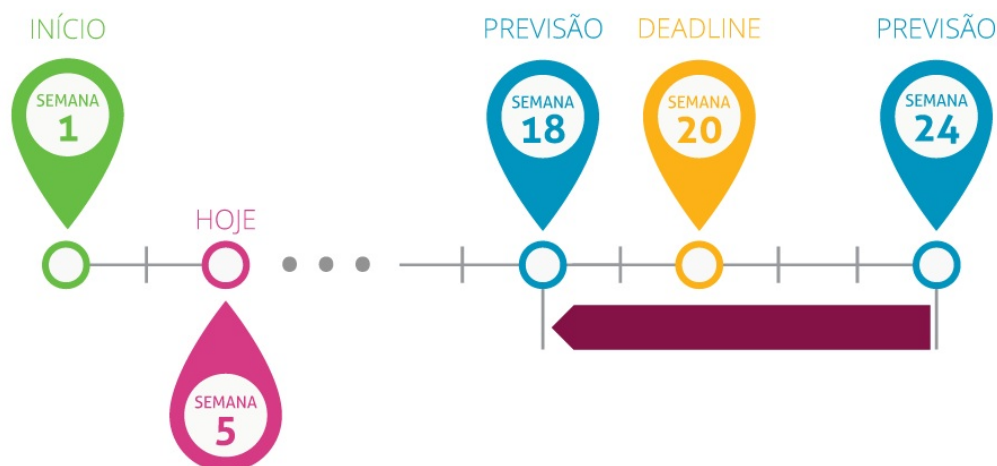 INÍCIO
PREVISÃO
DEADLINE
PREVISÃO
SEMANA
1
SEMANA
18
SEMANA
20
SEMANA
24
HOJE
SEMANA
5